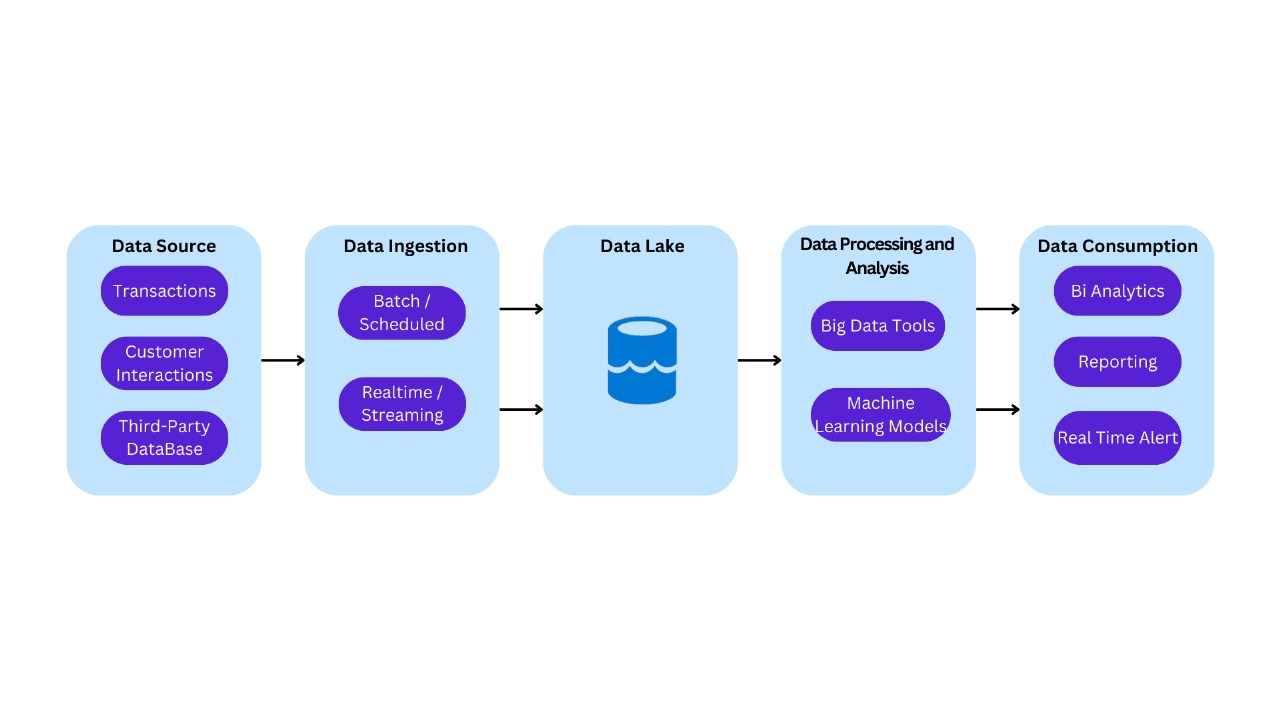 Data Source
Transactions
Customer
Interactions
Third-Party
DataBase
Data Ingestion
Batch /
Scheduled
Realtime /
Streaming
Data Lake
Data Processing and
Analysis
Big Data Tools
Machine
Learning Models
Data Consumption
Bi Analytics
Reporting
Real Time Alert